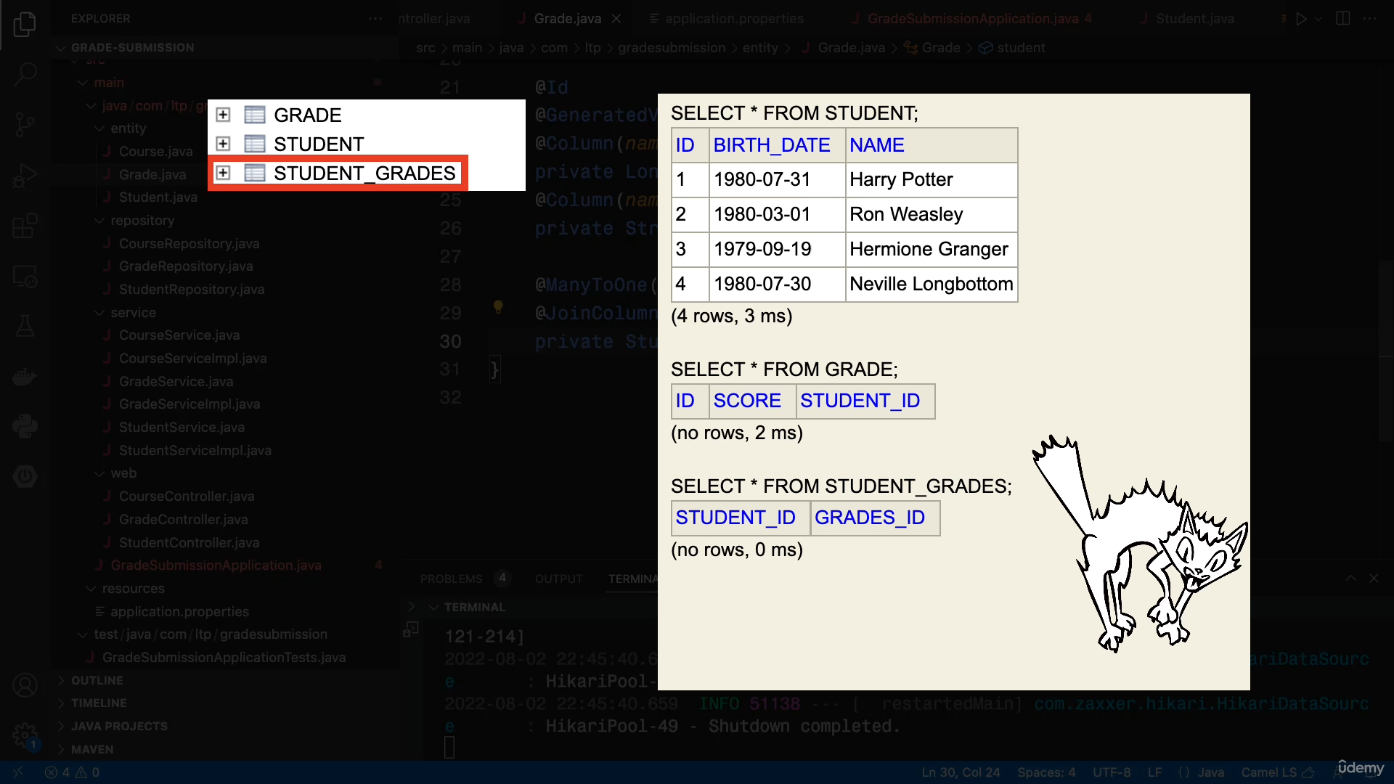 EXPLORER
ntroller.java
Grade.java
application.properties
GradeSubmissionApplication.java 4
Student.java
GRADE-SUBMISSION
src > main > java > com > ltp > gradesubmission > entity > Grade.java > Grade > student
src
main
java/com/ltp/gr
entity
Course.java
Grade.java
Student.java
repository
CourseRepository.java
GradeRepository.java
StudentRepository.java
service
CourseService.java
CourseServiceImpl.java
GradeService.java
GradeServiceImpl.java
StudentService.java
StudentServiceImpl.java
web
CourseController.java
GradeController.java
StudentController.java
GradeSubmissionApplication.java 4
resources
application.properties
test/java/com/ltp/gradesubmission
GradeSubmissionApplicationTests.java
OUTLINE
TIMELINE
JAVA PROJECTS
MAVEN
GRADE
STUDENT
STUDENT_GRADES
21 @Id
@GeneratedV
@Column(nam
private Lon
25 @Column(nam
26 private Str
27
28 @ManyToOne(
29 @JoinColumn
30 private Stu
31 }
32
SELECT * FROM STUDENT;
ID BIRTH_DATE NAME
1 1980-07-31 Harry Potter
2 1980-03-01 Ron Weasley
3 1979-09-19 Hermione Granger
4 1980-07-30 Neville Longbottom
(4 rows, 3 ms)
SELECT * FROM GRADE;
ID SCORE STUDENT_ID
(no rows, 2 ms)
SELECT * FROM STUDENT_GRADES;
STUDENT_ID GRADES_ID
(no rows, 0 ms)
PROBLEMS 4 OUTPUT TERMINA
TERMINAL
121-214]
2022-08-02 22:45:40.6 ariDataSourc
e : HikariPool-
2022-08-02 22:45:40.659 INFO 51138 --- [ restartedMain] com.zaxxer.hikari.HikariDataSourc
e : HikariPool-49 - Shutdown completed.
1
4 0
Ln 30, Col 24 Spaces: 4 UTF-8 LF {} Java Camel LS
ûdemy